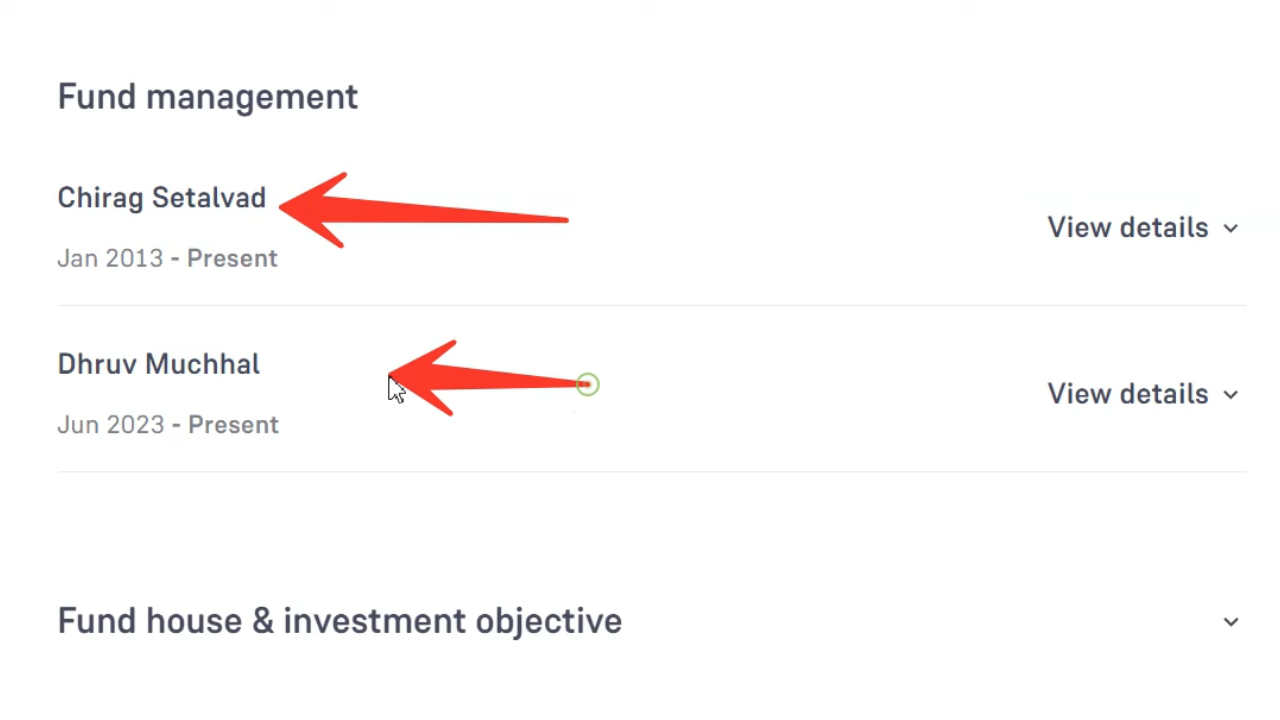 Fund management
Chirag Setalvad
Jan 2013 - Present
View details
Dhruv Muchhal
Jun 2023 - Present
View details
Fund house & investment objective